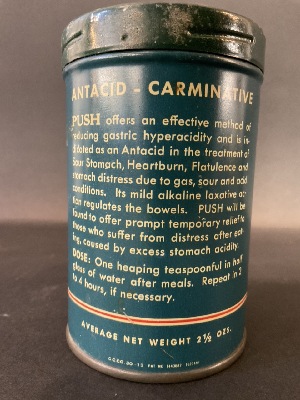 ANTACID - CARMINATIVE
PUSH offers an effective method of
reducing gastric hyperacidity and is in-
dicated as an Antacid in the treatment of
Sour Stomach, Heartburn, Flatulence and
stomach distress due to gas, sour and acid
conditions. Its mild alkaline laxative ac-
tion regulates the bowels. PUSH will be
found to offer prompt temporary relief to
those who suffer from distress after eat-
ing, caused by excess stomach acidity.
DOSE: One heaping teaspoonful in half
glass of water after meals. Repeat in 3
to 4 hours, if necessary.
AVERAGE NET WEIGHT 2½ OZS.